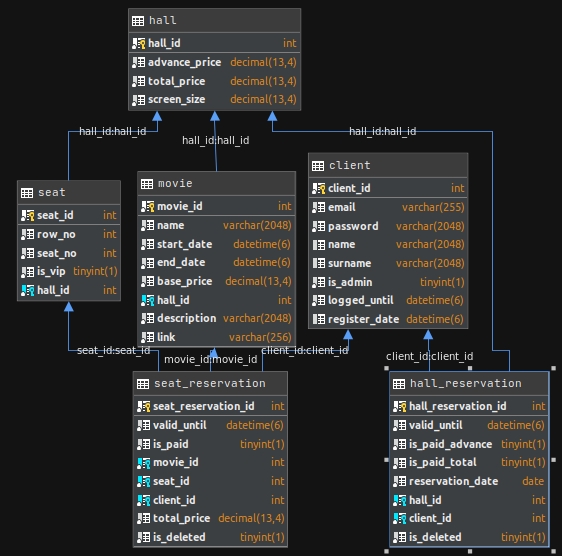 hall
hall_id int
advance_price decimal(13,4)
total_price decimal(13,4)
screen_size decimal(13,4)
hall_id:hall_id
hall_id:hall_id
hall_id:hall_id
seat
seat_id int
row_no int
seat_no int
is_vip tinyint(1)
hall_id int
movie
movie_id int
name varchar(2048)
start_date datetime(6)
end_date datetime(6)
base_price decimal(13,4)
hall_id int
description varchar(2048)
link varchar(256)
client
client_id int
email varchar(255)
password varchar(2048)
name varchar(2048)
surname varchar(2048)
is_admin tinyint(1)
logged_until datetime(6)
register_date datetime(6)
seat_id:seat_id
movie_id:movie_id
client_id:client_id
client_id:client_id
seat_reservation
seat_reservation_id int
valid_until datetime(6)
is_paid tinyint(1)
movie_id int
seat_id int
client_id int
total_price decimal(13,4)
is_deleted tinyint(1)
hall_reservation
hall_reservation_id int
valid_until datetime(6)
is_paid_advance tinyint(1)
is_paid_total tinyint(1)
reservation_date date
hall_id int
client_id int
is_deleted tinyint(1)